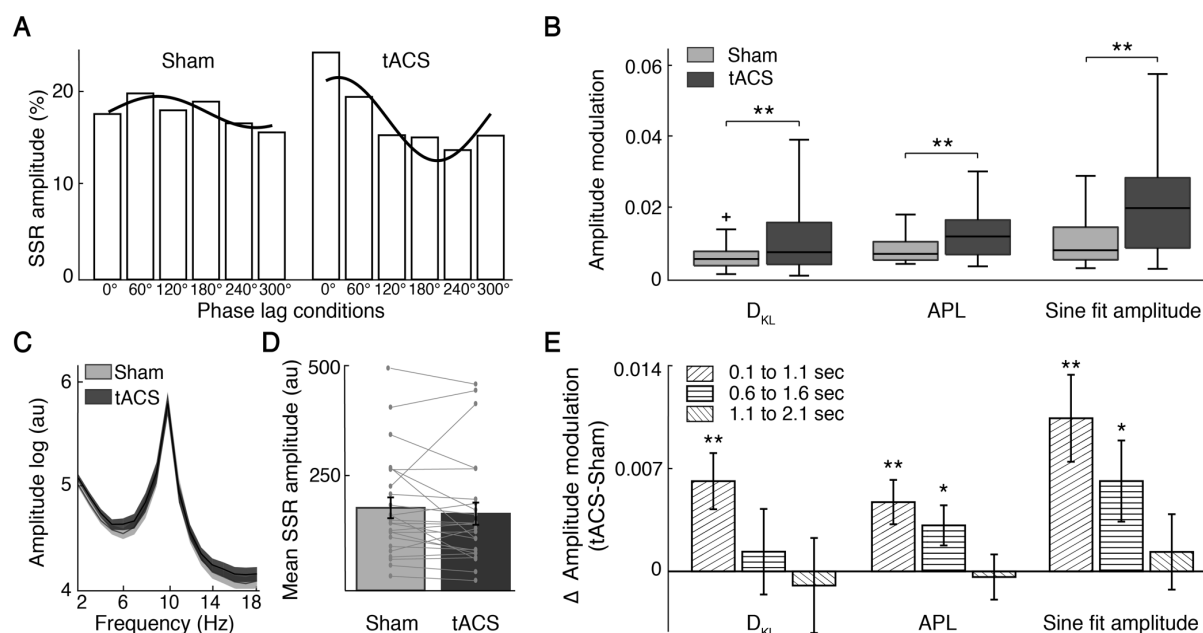 A
Sham
tACS
SSR amplitude (%)
20
10
0
0° 60° 120° 180° 240° 300°
0° 60° 120° 180° 240° 300°
Phase lag conditions
B
Sham
tACS
Amplitude modulation
0.06
0.04
0.02
0
**
**
**
+
D_KL
APL
Sine fit amplitude
C
Sham
tACS
Amplitude log (au)
6
5
4
2 6 10 14 18
Frequency (Hz)
D
Mean SSR amplitude (au)
500
250
Sham
tACS
E
0.1 to 1.1 sec
0.6 to 1.6 sec
1.1 to 2.1 sec
Δ Amplitude modulation
(tACS-Sham)
0.014
0.007
0
**
**
*
**
*
D_KL
APL
Sine fit amplitude